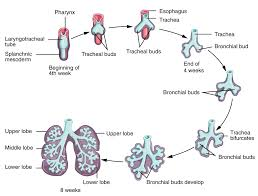 Pharynx
Esophagus
Trachea
Laryngotracheal
tube
Splanchnic
mesoderm
Tracheal buds
Tracheal buds
Beginning of
4th week
Trachea
Bronchial bud
End of
4 weeks
Bronchial buds
Trachea
bifurcates
Bronchial buds
Bronchial buds develop
Upper lobe
Middle lobe
Lower lobe
Upper lobe
Lower lobe
8 weeks